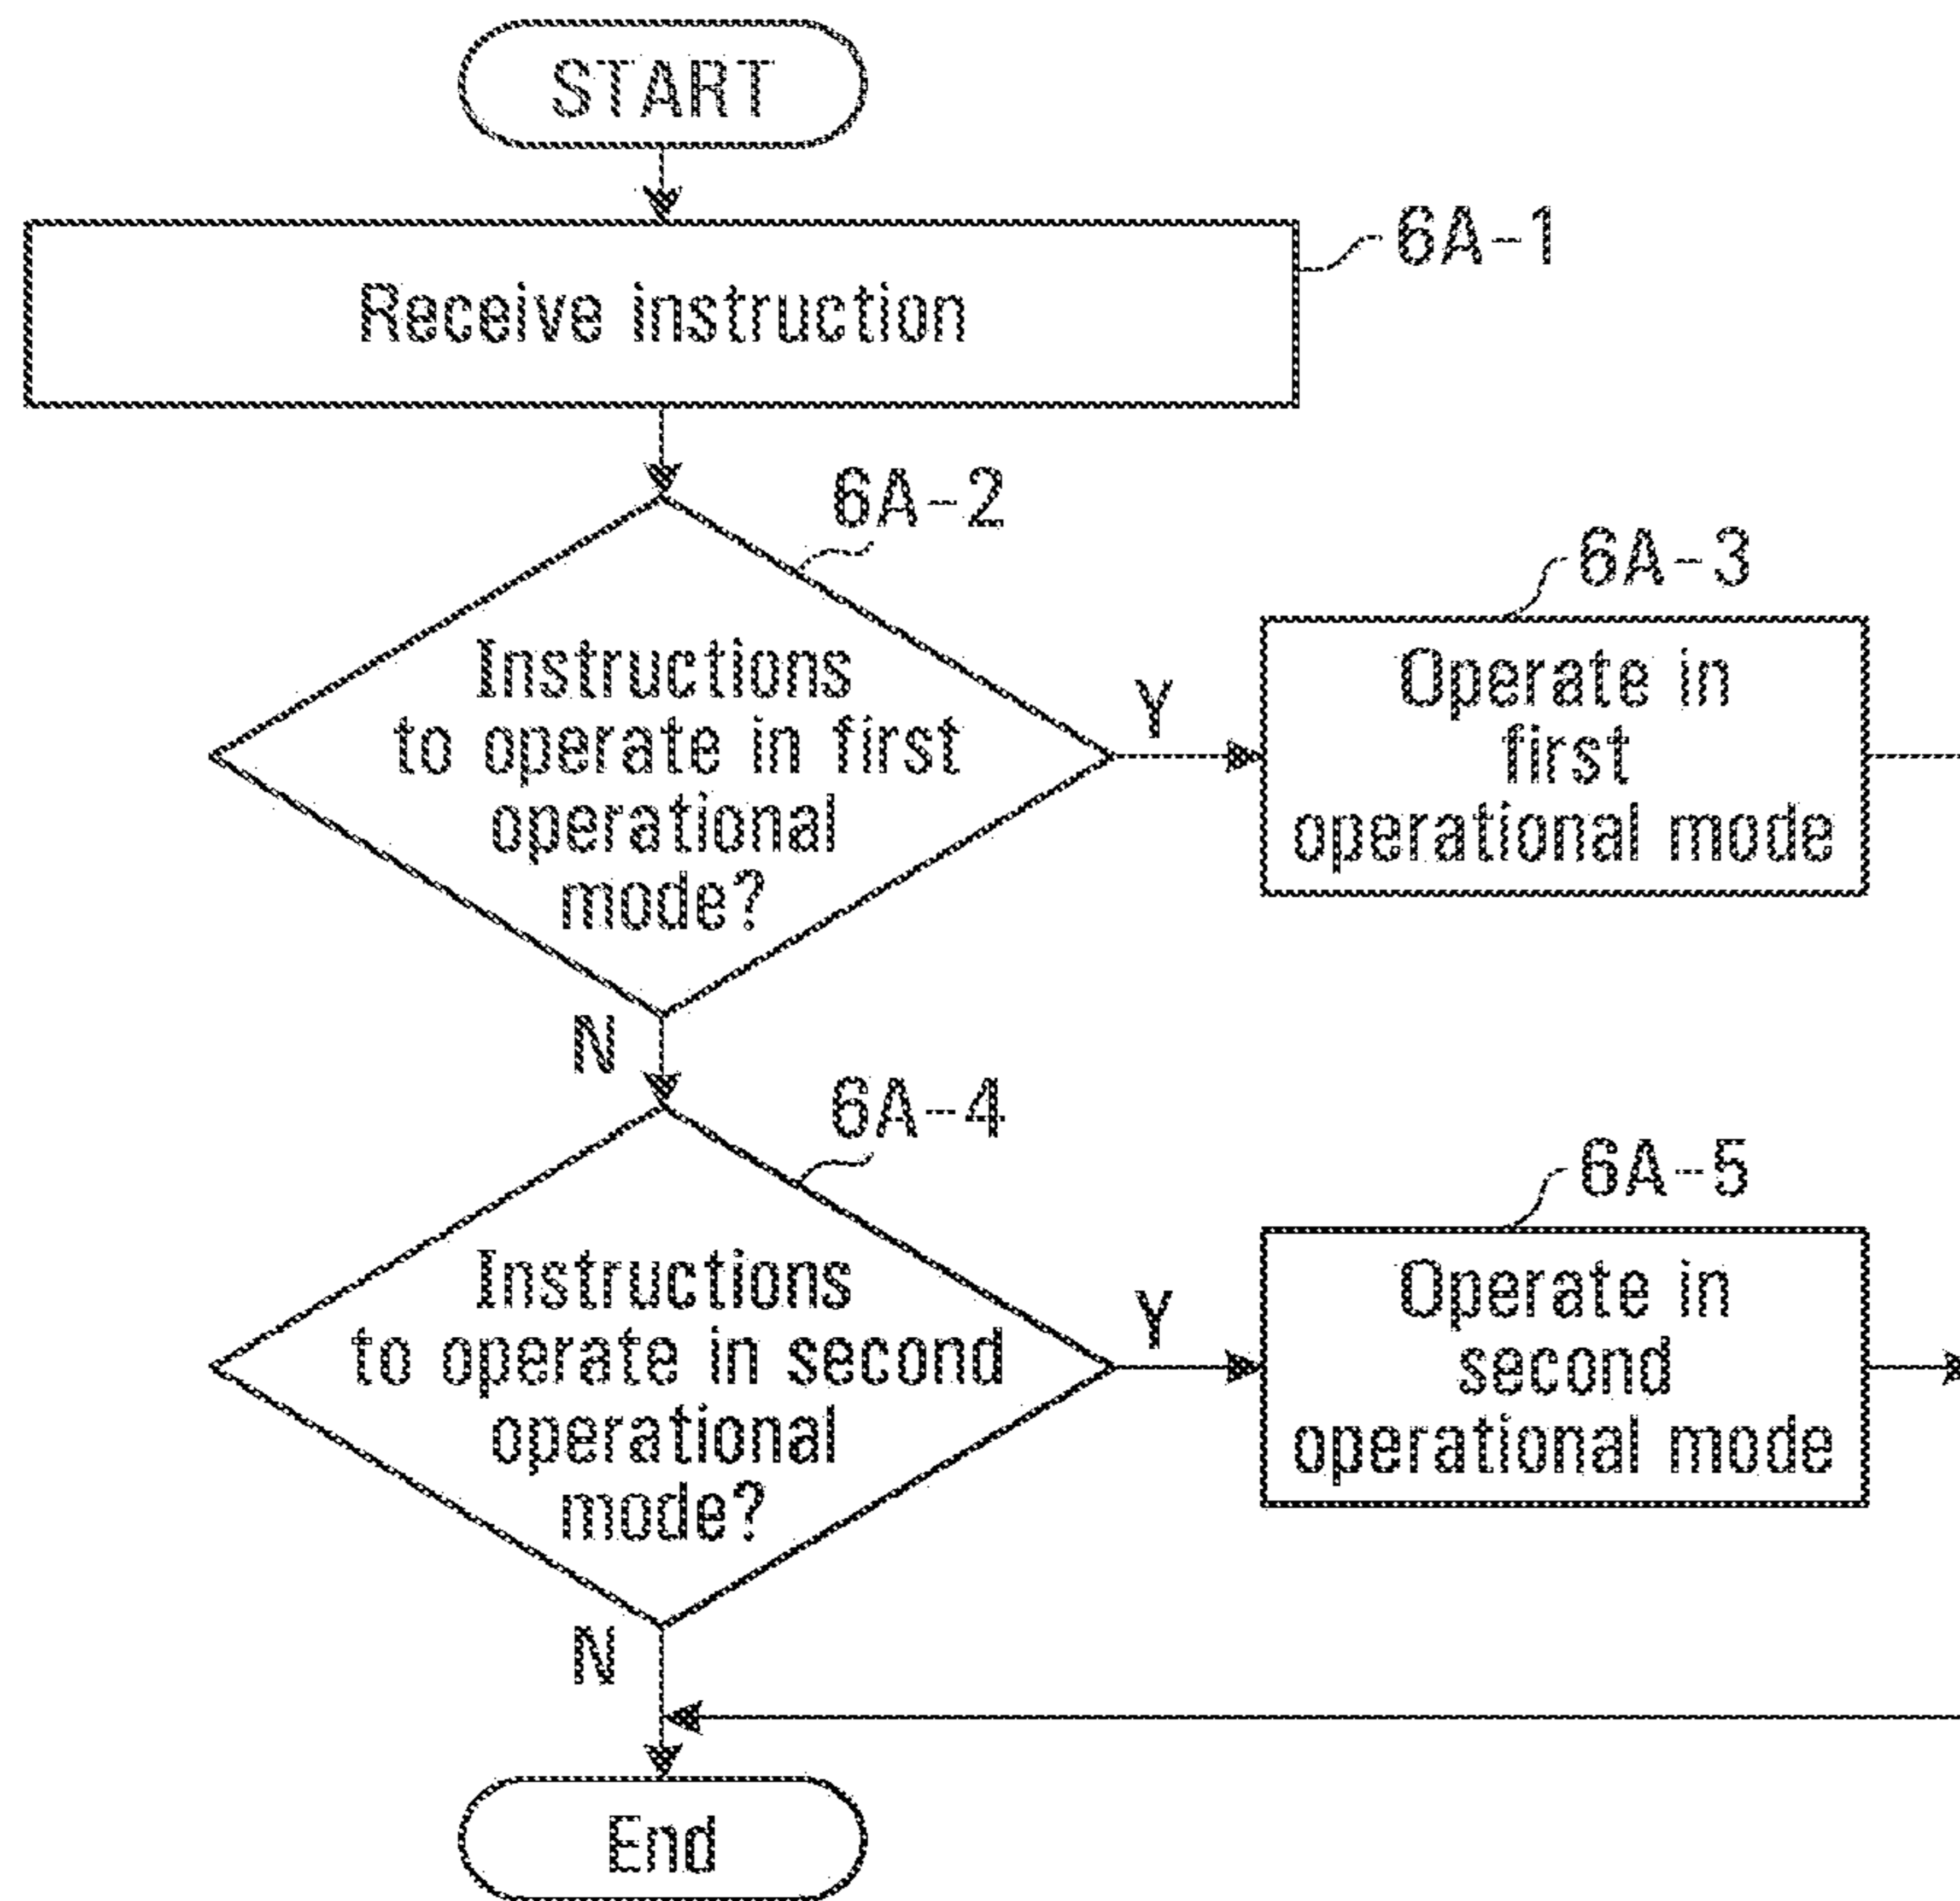 START
6A-1
Receive instruction
6A-2
Instructions
to operate in first
operational
mode?
Y
6A-3
Operate in
first
operational mode
N
6A-4
Instructions
to operate in second
operational
mode?
Y
6A-5
Operate in
second
operational mode
N
End